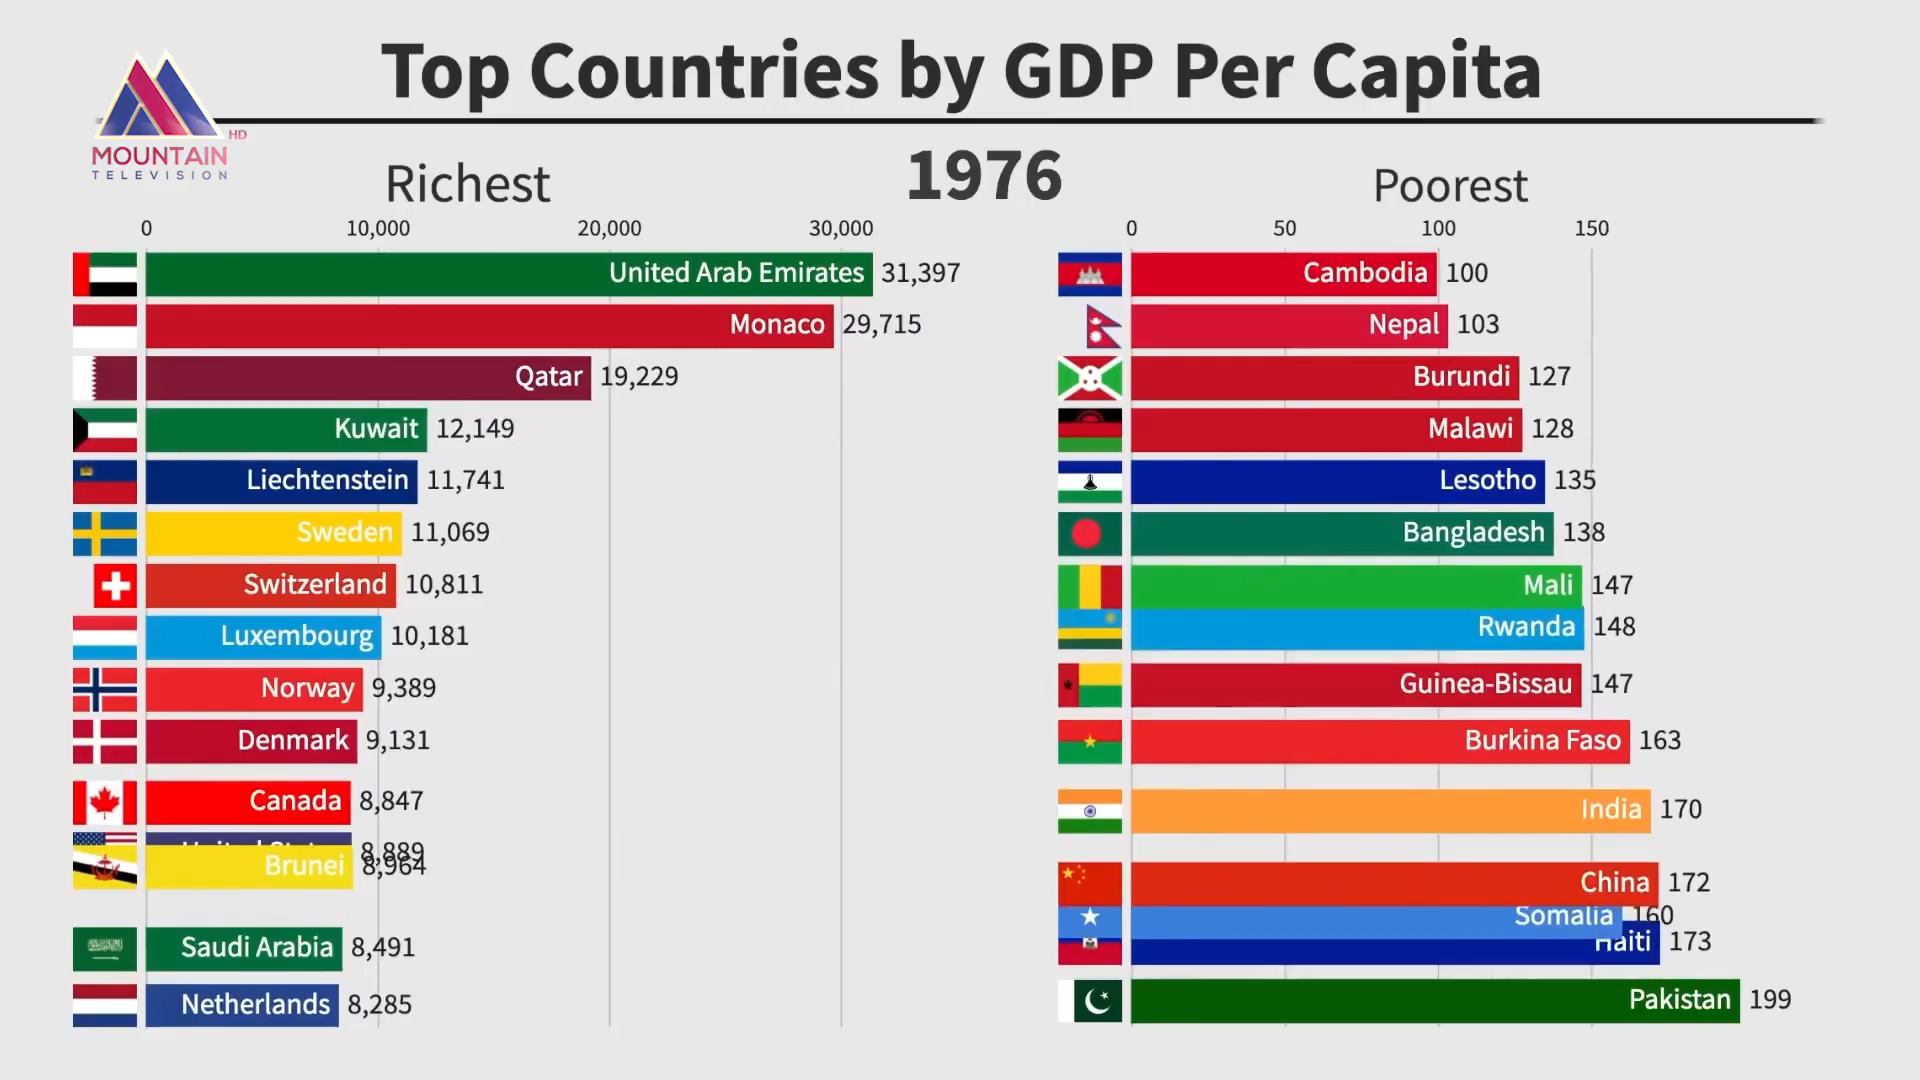 Top Countries by GDP Per Capita
HD
MOUNTAIN
TELEVISION
Richest
1976
Poorest
0 10,000 20,000 30,000
United Arab Emirates 31,397
Monaco 29,715
Qatar 19,229
Kuwait 12,149
Liechtenstein 11,741
Sweden 11,069
Switzerland 10,811
Luxembourg 10,181
Norway 9,389
Denmark 9,131
Canada 8,847
8,889
Brunei 8,964
Saudi Arabia 8,491
Netherlands 8,285
0 50 100 150
Cambodia 100
Nepal 103
Burundi 127
Malawi 128
Lesotho 135
Bangladesh 138
Mali 147
Rwanda 148
Guinea-Bissau 147
Burkina Faso 163
India 170
China 172
Somalia 160
Haiti 173
Pakistan 199